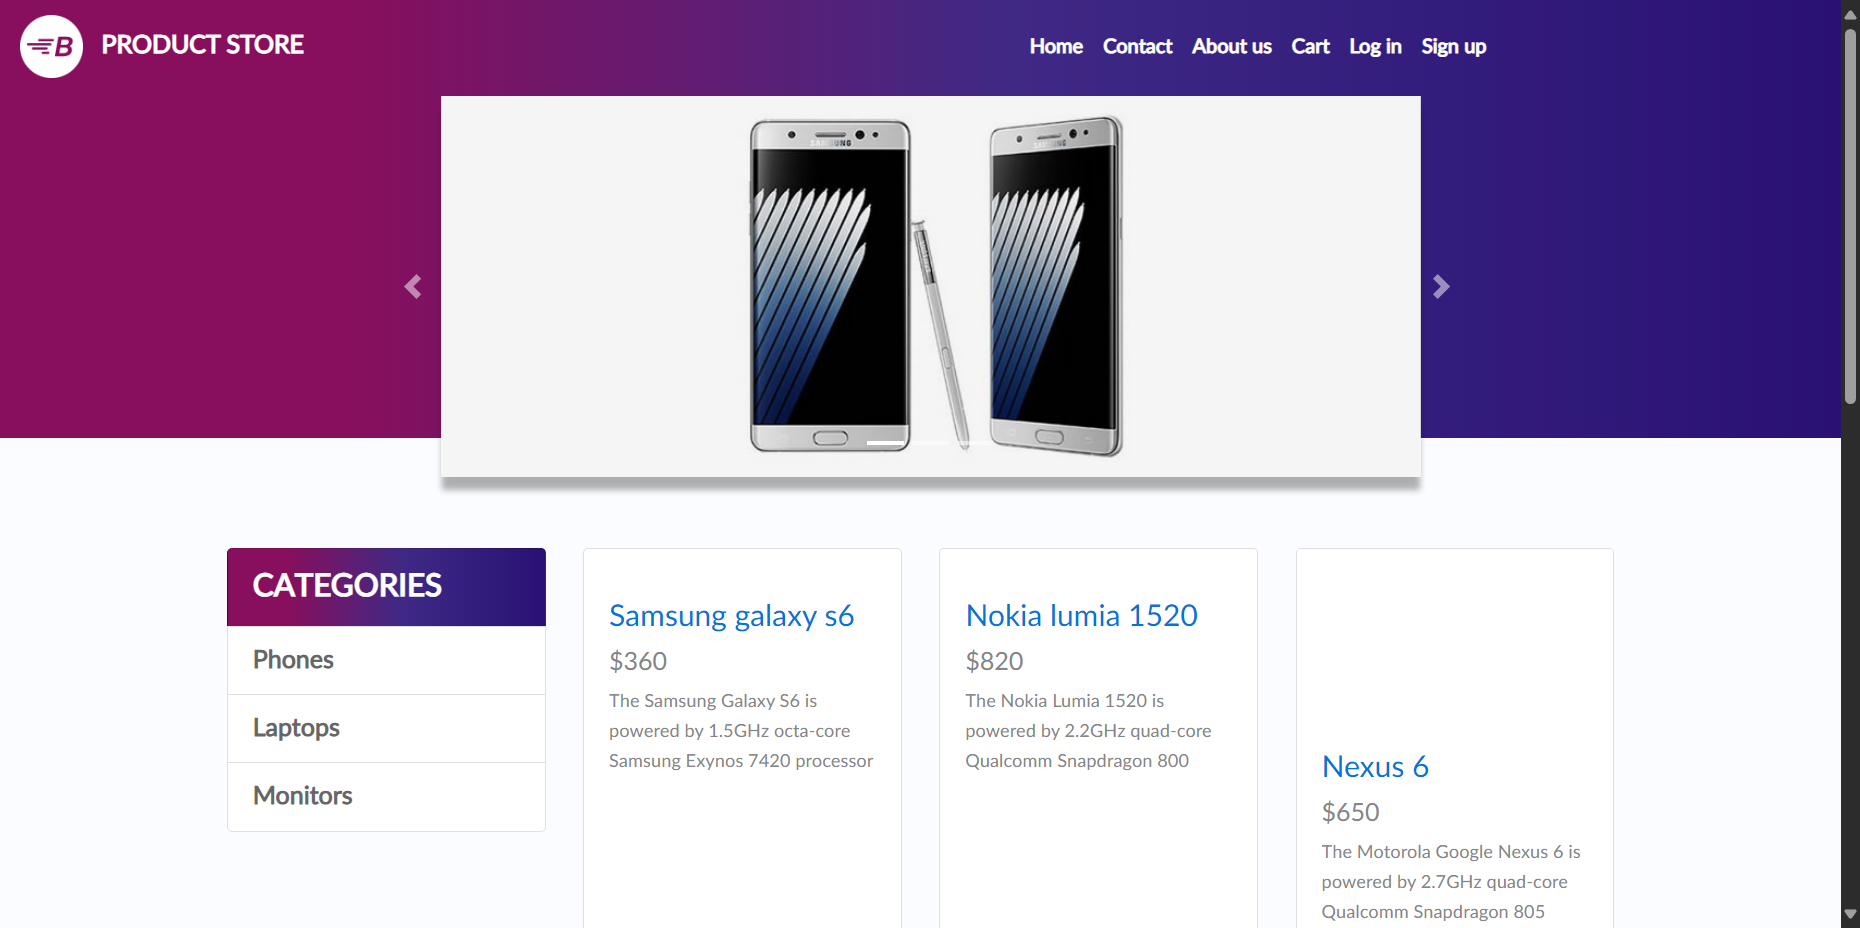 B PRODUCT STORE
Home Contact About us Cart Log in Sign up
SAMSUNG
SAMSUNG
CATEGORIES
Phones
Laptops
Monitors
Samsung galaxy s6
$360
The Samsung Galaxy S6 is
powered by 1.5GHz octa-core
Samsung Exynos 7420 processor
Nokia lumia 1520
$820
The Nokia Lumia 1520 is
powered by 2.2GHz quad-core
Qualcomm Snapdragon 800
Nexus 6
$650
The Motorola Google Nexus 6 is
powered by 2.7GHz quad-core
Qualcomm Snapdragon 805